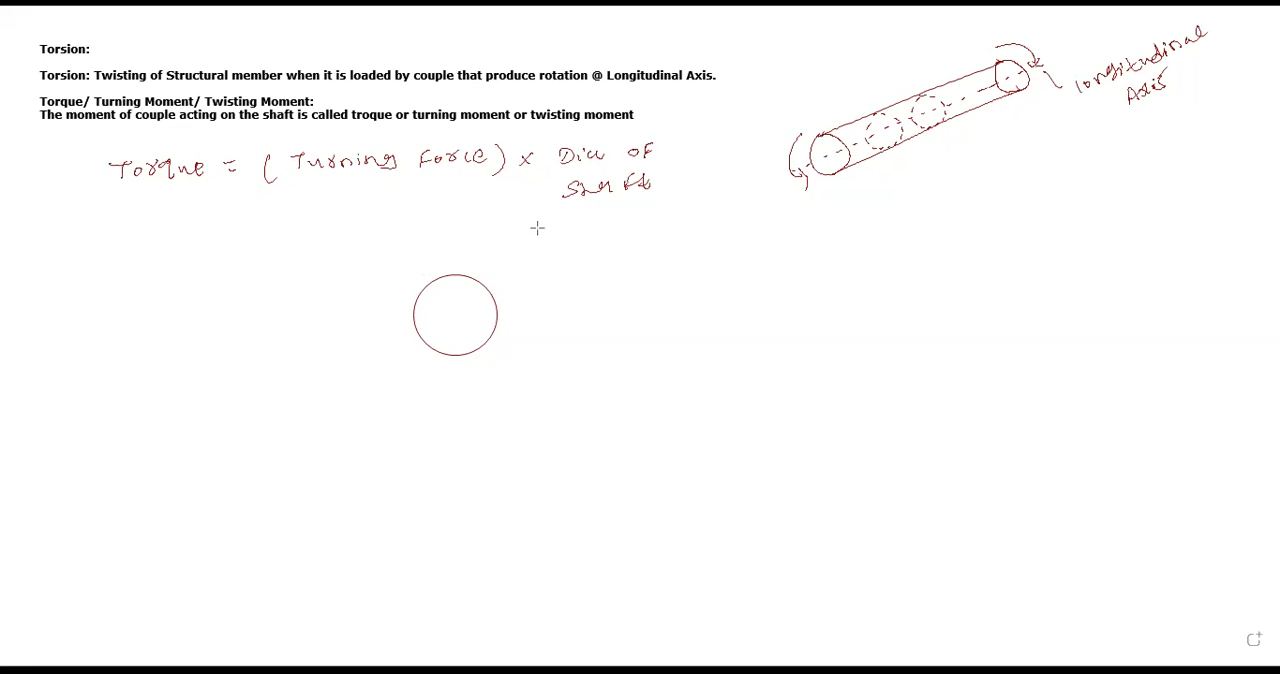 Torsion:
Torsion: Twisting of Structural member when it is loaded by couple that produce rotation @ Longitudinal Axis.
Torque/ Turning Moment/ Twisting Moment:
The moment of couple acting on the shaft is called troque or turning moment or twisting moment
Torque = (Turning Force) x Dia of
Shaft
Longitudinal
Axis